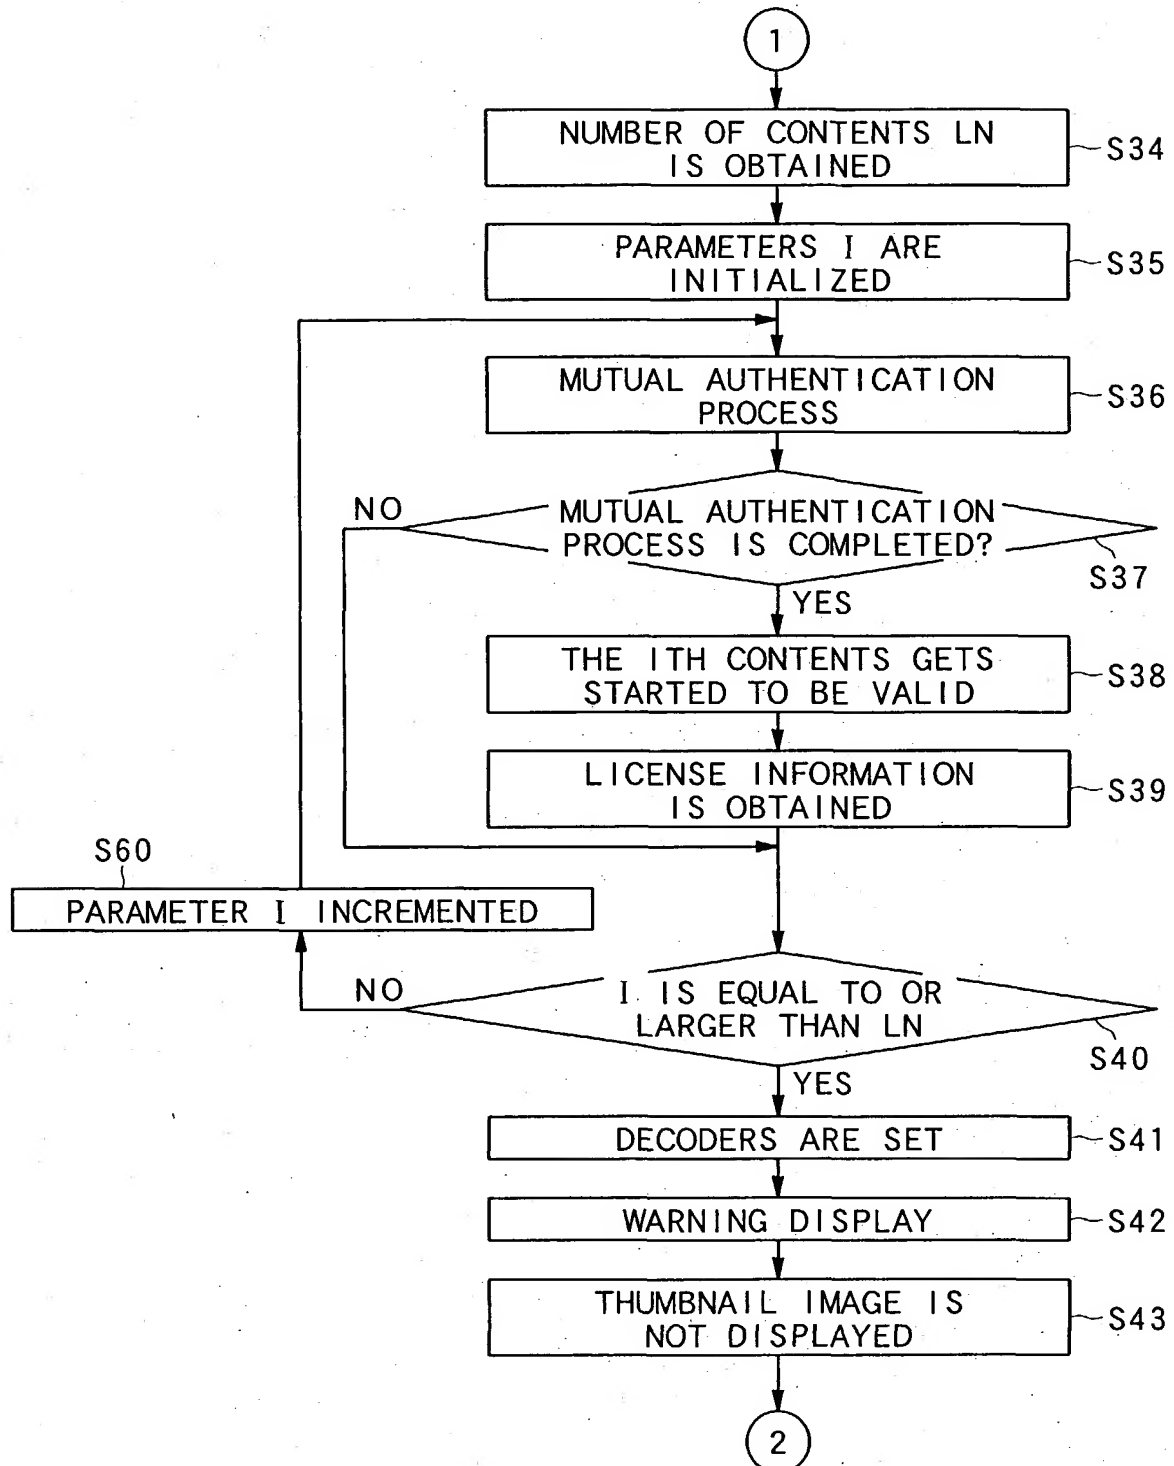 1
NUMBER OF CONTENTS LN
IS OBTAINED
S34
PARAMETERS I ARE
INITIALIZED
S35
MUTUAL AUTHENTICATION
PROCESS
S36
NO
MUTUAL AUTHENTICATION
PROCESS IS COMPLETED?
S37
YES
THE ITH CONTENTS GETS
STARTED TO BE VALID
S38
LICENSE INFORMATION
IS OBTAINED
S39
S60
PARAMETER I INCREMENTED
NO
I IS EQUAL TO OR
LARGER THAN LN
S40
YES
DECODERS ARE SET
S41
WARNING DISPLAY
S42
THUMBNAIL IMAGE IS
NOT DISPLAYED
S43
2